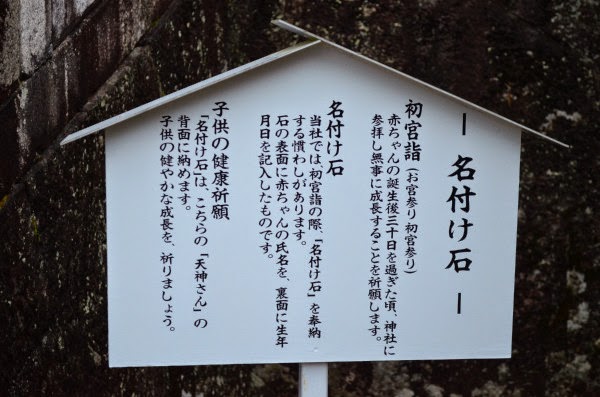 ― 名付け石 ―
初宮詣(お宮参り 初宮参り)
赤ちゃんの誕生後三十日を過ぎた頃、神社に
参拝し無事に成長することを祈願します。
名付け石
当社では、初宮詣の際、「名付け石」を奉納
する慣わしがあります。
石の表面に赤ちゃんの氏名を、裏面に生年
月日を記入したものです。
子供の健康祈願
「名付け石」は、こちらの「天神さん」の
背面に納めます。
子供の健やかな成長を、祈りましょう。